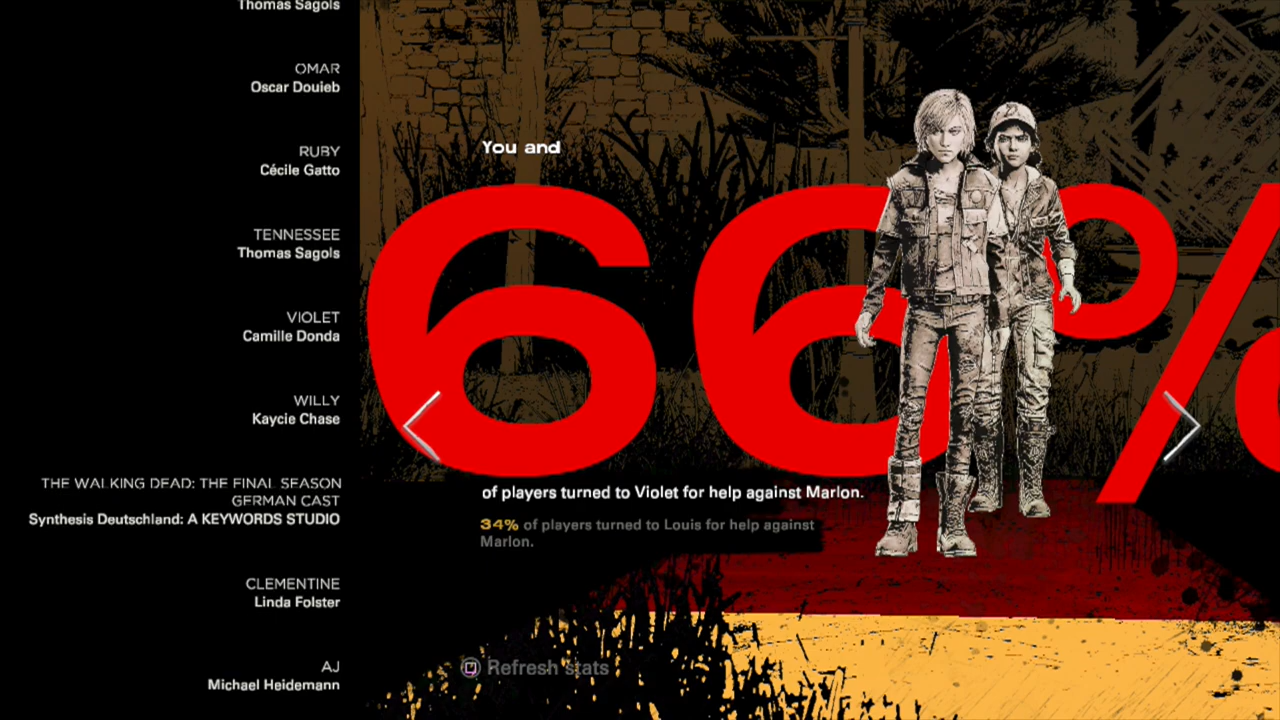 Thomas Sagols
OMAR
Oscar Douieb
RUBY
Cécile Gatto
TENNESSEE
Thomas Sagols
VIOLET
Camille Donda
WILLY
Kaycie Chase
THE WALKING DEAD: THE FINAL SEASON
GERMAN CAST
Synthesis Deutschland: A KEYWORDS STUDIO
CLEMENTINE
Linda Folster
AJ
Michael Heidemann
You and
66%
of players turned to Violet for help against Marlon.
34% of players turned to Louis for help against
Marlon.
Refresh stats